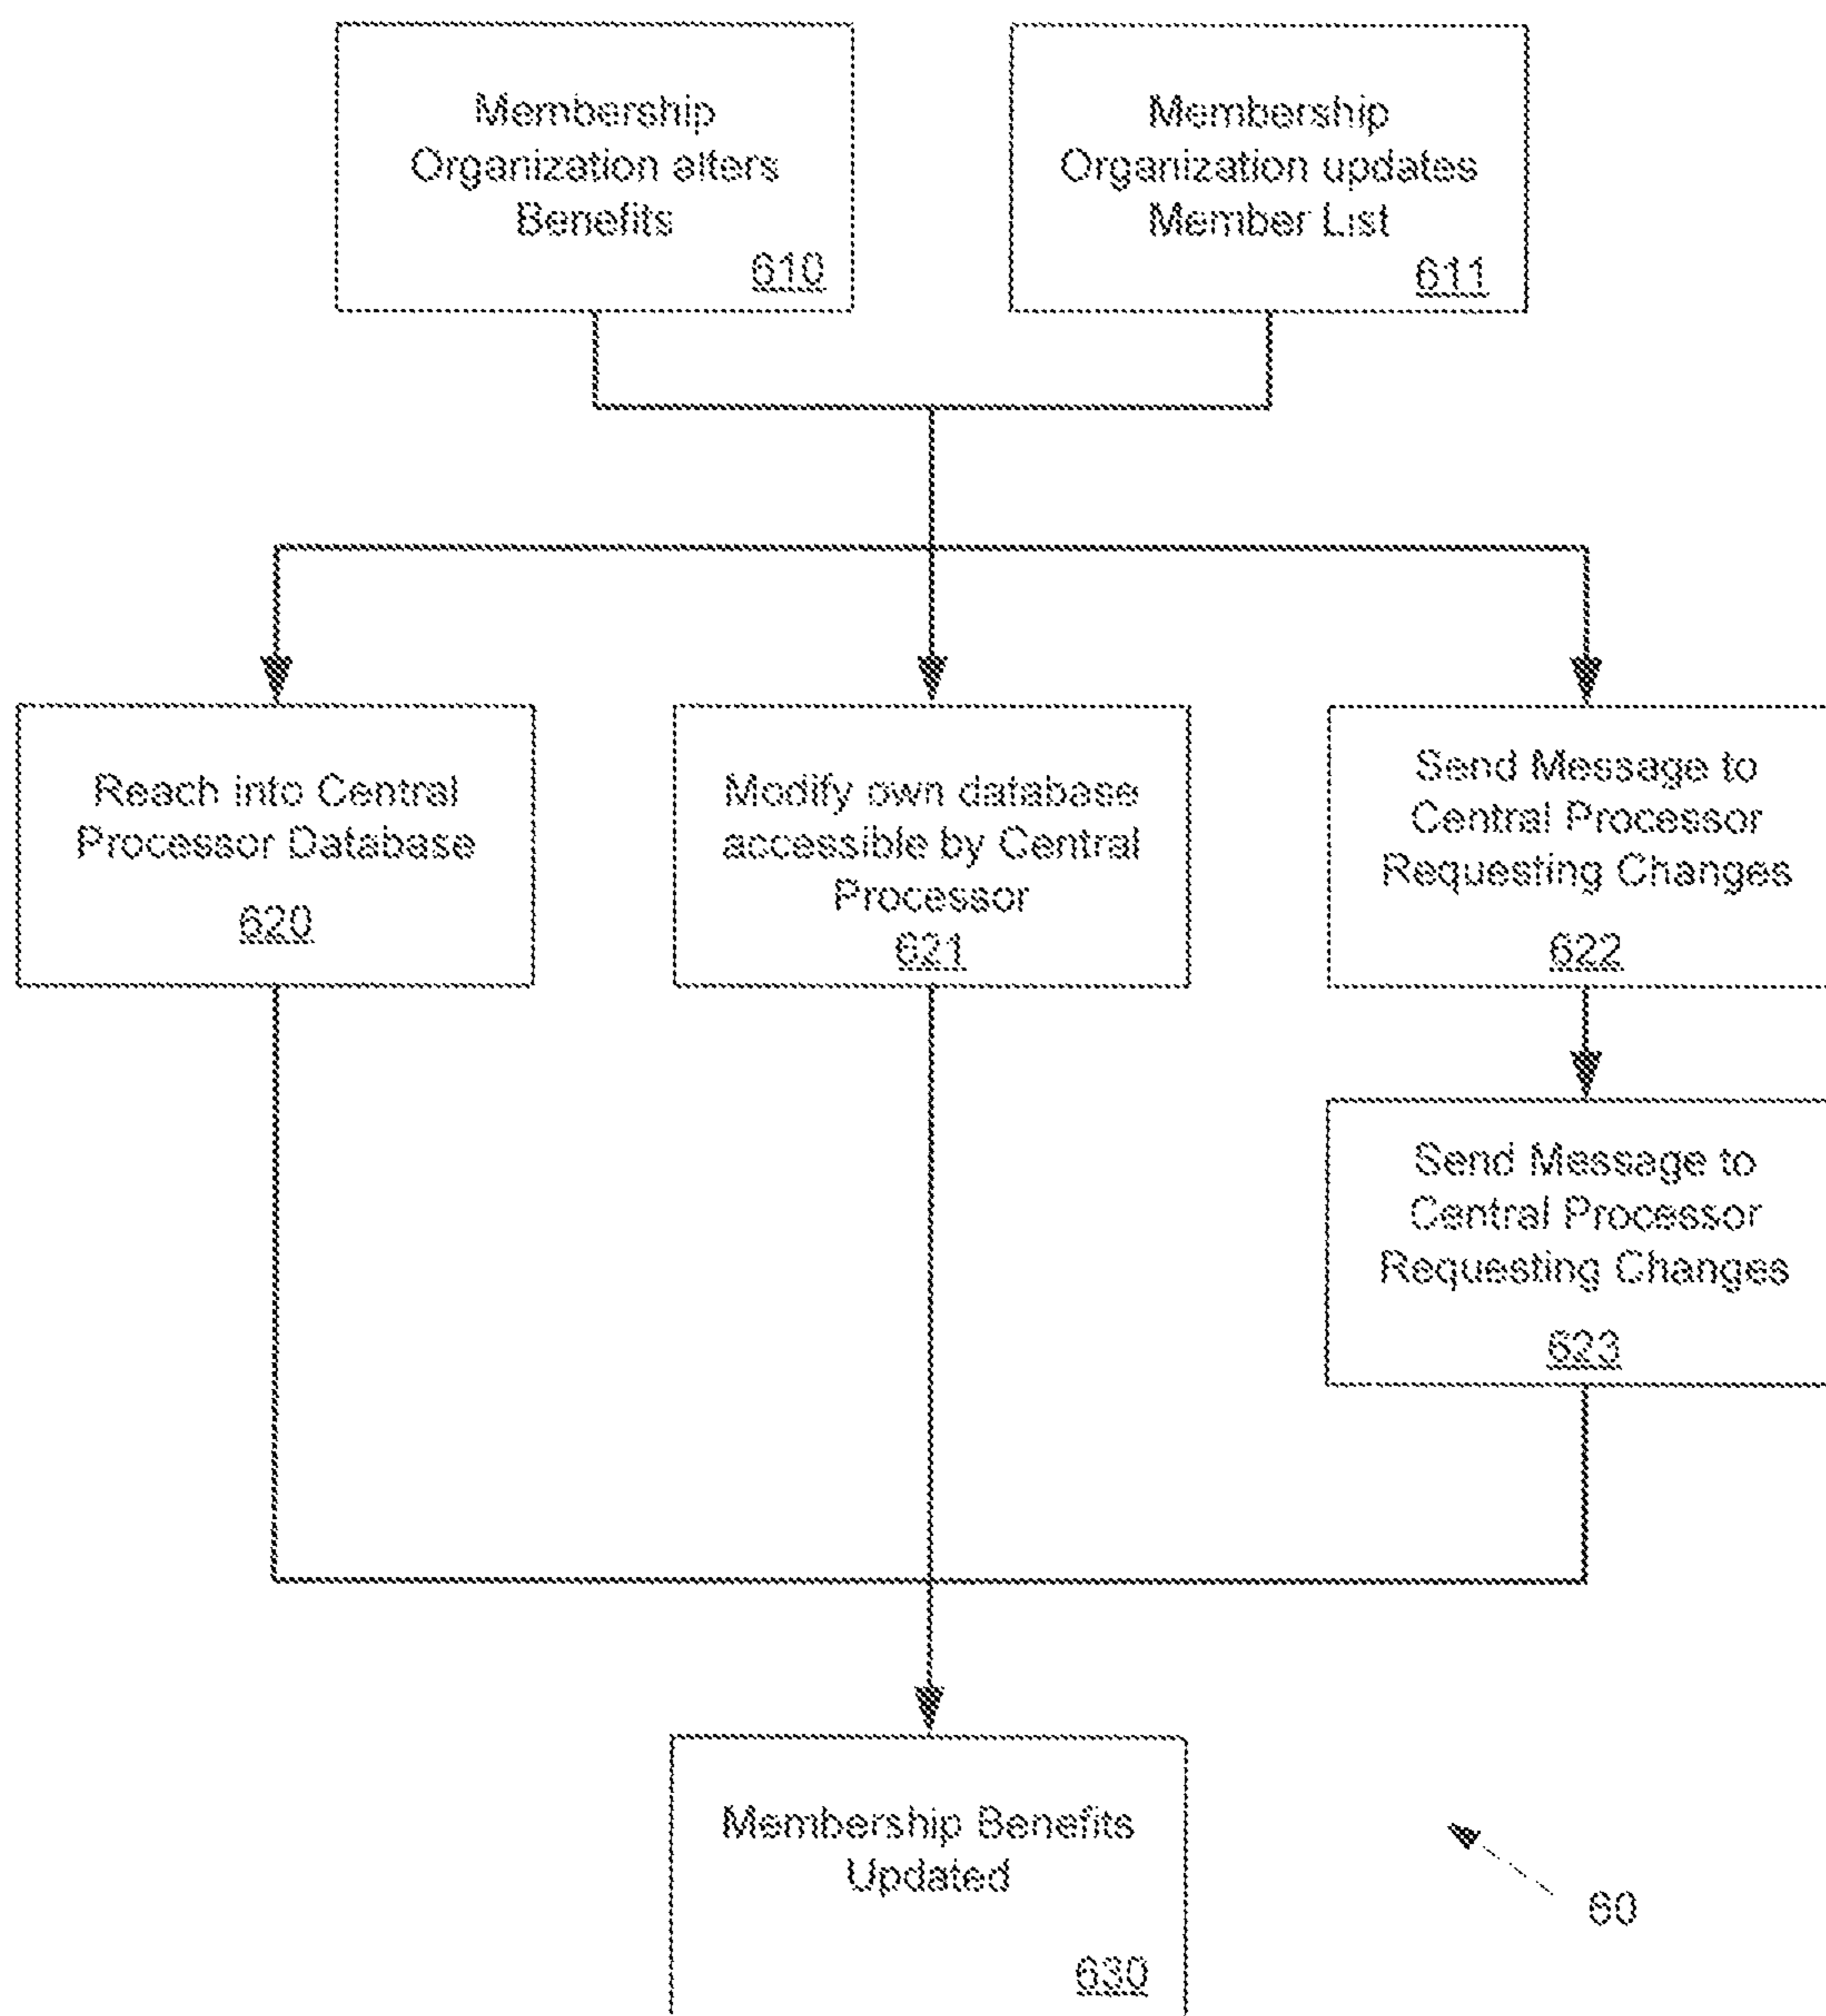 Membership
Organization alters
Benefits
610
Membership
Organization updates
Member List
611
Reach into Central
Processor Database
620
Modify own database
accessible by Central
Processor
621
Send Message to
Central Processor
Requesting Changes
622
Send Message to
Central Processor
Requesting Changes
623
Membership Benefits
Updated
630
60